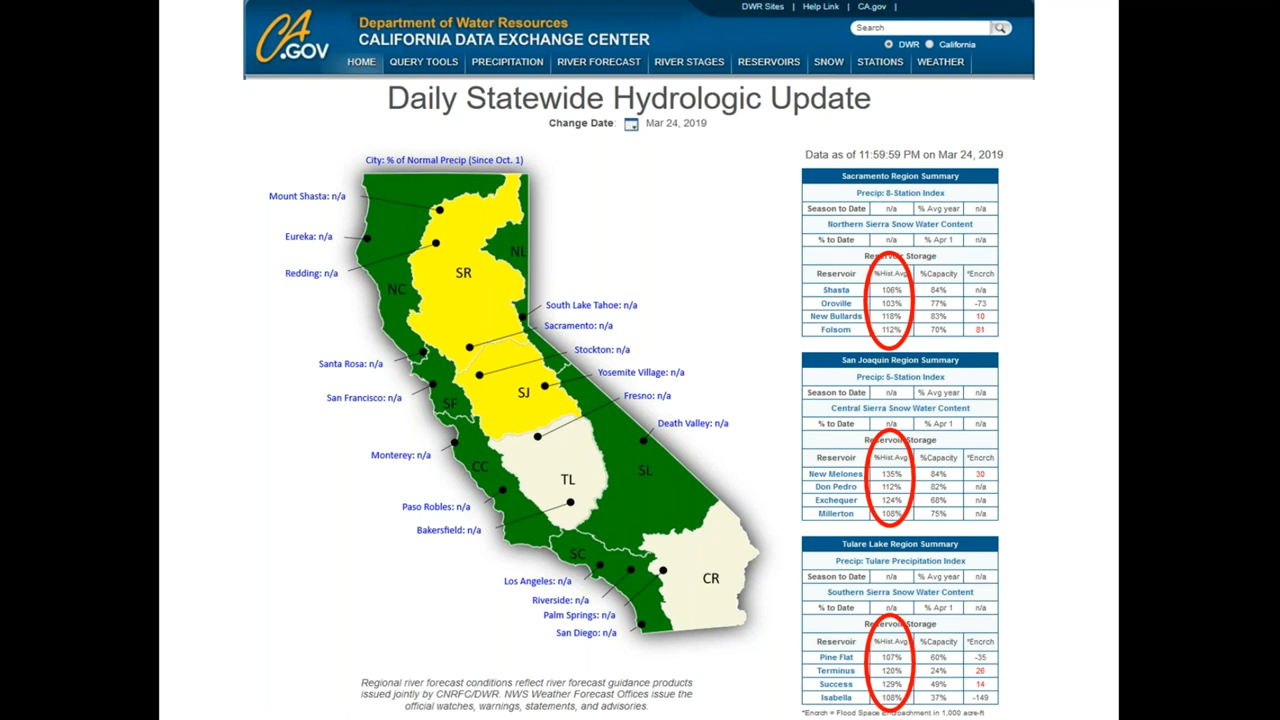 DWR Sites | Help Link | CA.gov |
CA
.GOV
Department of Water Resources
CALIFORNIA DATA EXCHANGE CENTER
Search
DWR California
HOME QUERY TOOLS PRECIPITATION RIVER FORECAST RIVER STAGES RESERVOIRS SNOW STATIONS WEATHER
Daily Statewide Hydrologic Update
Change Date: Mar 24, 2019
City: % of Normal Precip (Since Oct. 1)
Mount Shasta: n/a
Eureka: n/a
Redding: n/a
South Lake Tahoe: n/a
Sacramento: n/a
Stockton: n/a
Santa Rosa: n/a
Yosemite Village: n/a
San Francisco: n/a
Fresno: n/a
Death Valley: n/a
Monterey: n/a
Paso Robles: n/a
Bakersfield: n/a
Los Angeles: n/a
Riverside: n/a
Palm Springs: n/a
San Diego: n/a
NL
SR
NC
SJ
SF
CC
TL
SL
SC
CR
Regional river forecast conditions reflect river forecast guidance products
issued jointly by CNRFC/DWR. NWS Weather Forecast Offices issue the
official watches, warnings, statements, and advisories.
Data as of 11:59:59 PM on Mar 24, 2019
Sacramento Region Summary
Precip: 8-Station Index
Season to Date n/a % Avg year n/a
Northern Sierra Snow Water Content
% to Date n/a % Apr 1 n/a
Reservoir Storage
Reservoir %Hist.Avg %Capacity *Encrch
Shasta 106% 84% n/a
Oroville 103% 77% -73
New Bullards 118% 83% 10
Folsom 112% 70% 81
San Joaquin Region Summary
Precip: 5-Station Index
Season to Date n/a % Avg year n/a
Central Sierra Snow Water Content
% to Date n/a % Apr 1 n/a
Reservoir Storage
Reservoir %Hist.Avg %Capacity *Encrch
New Melones 135% 84% 30
Don Pedro 112% 82% n/a
Exchequer 124% 68% n/a
Millerton 108% 75% n/a
Tulare Lake Region Summary
Precip: Tulare Precipitation Index
Season to Date n/a % Avg year n/a
Southern Sierra Snow Water Content
% to Date n/a % Apr 1 n/a
Reservoir Storage
Reservoir %Hist.Avg %Capacity *Encrch
Pine Flat 107% 60% -35
Terminus 120% 24% 26
Success 129% 49% 14
Isabella 108% 37% -149
*Encrch = Flood Space Encroachment in 1,000 acre-ft